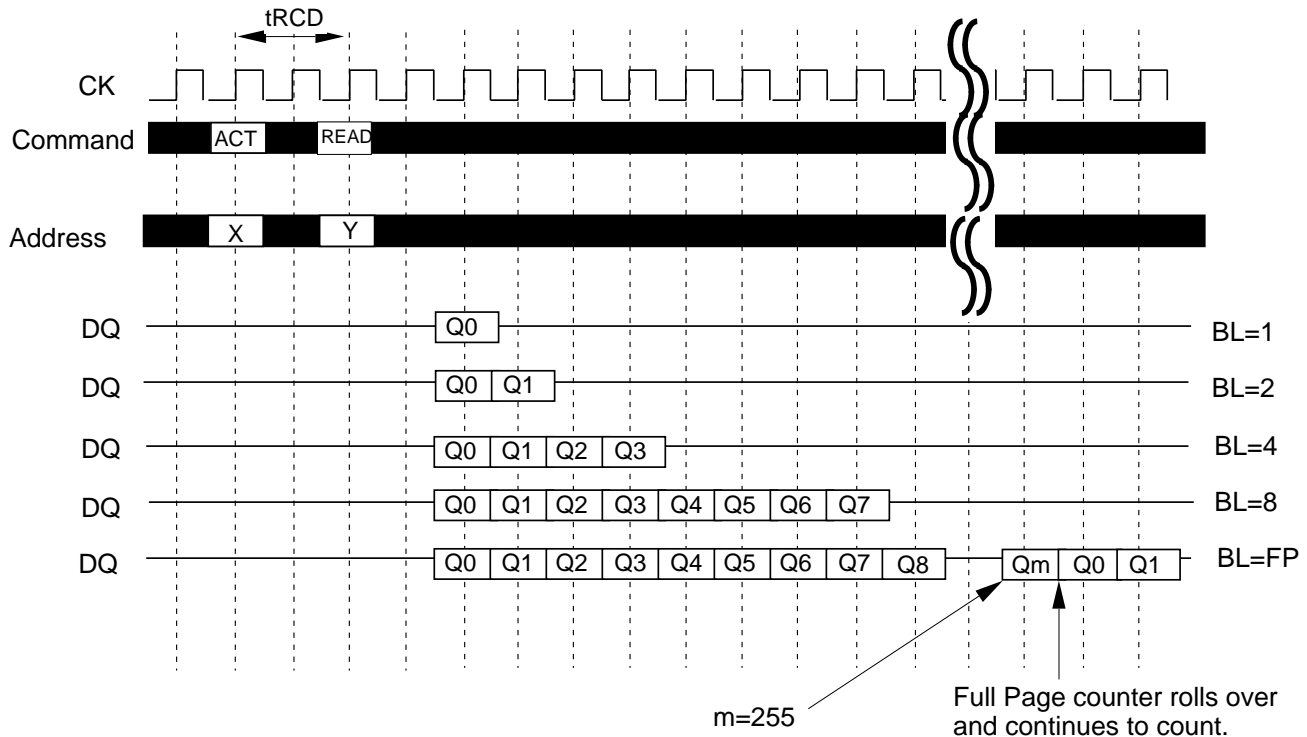 tRCD
CK
Command ACT READ
Address X Y
DQ Q0 BL=1
DQ Q0 Q1 BL=2
DQ Q0 Q1 Q2 Q3 BL=4
DQ Q0 Q1 Q2 Q3 Q4 Q5 Q6 Q7 BL=8
DQ Q0 Q1 Q2 Q3 Q4 Q5 Q6 Q7 Q8 Qm Q0 Q1 BL=FP
m=255
Full Page counter rolls over
and continues to count.